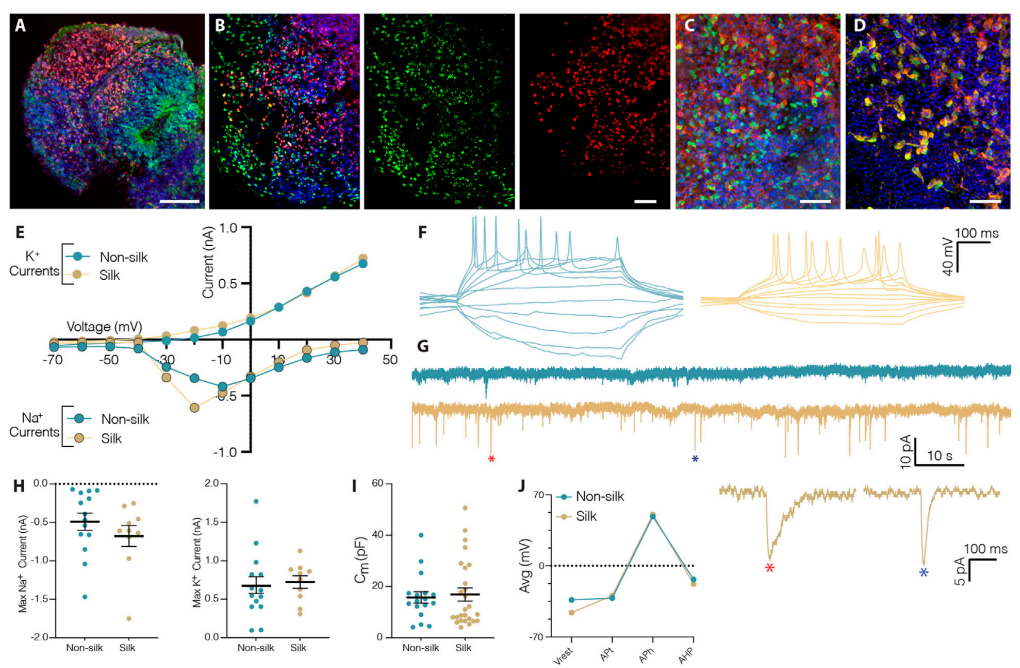 A
B
C
D
E
K+
Currents
Non-silk
Silk
Current (nA)
1.0
0.5
Voltage (mV)
-70
-50
-30
-10
10
30
50
-0.5
-1.0
Na+
Currents
Non-silk
Silk
F
100 ms
40 mV
G
*
*
10 pA
10 s
H
Max Na+ Current (nA)
0.0
-0.5
-1.0
-1.5
-2.0
Non-silk
Silk
Max K+ Current (nA)
2.0
1.5
1.0
0.5
0.0
Non-silk
Silk
I
Cm (pF)
60
40
20
0
Non-silk
Silk
J
Non-silk
Silk
Avg (mV)
70
0
-70
Vrest
APt
APh
AHP
*
*
5 pA
100 ms